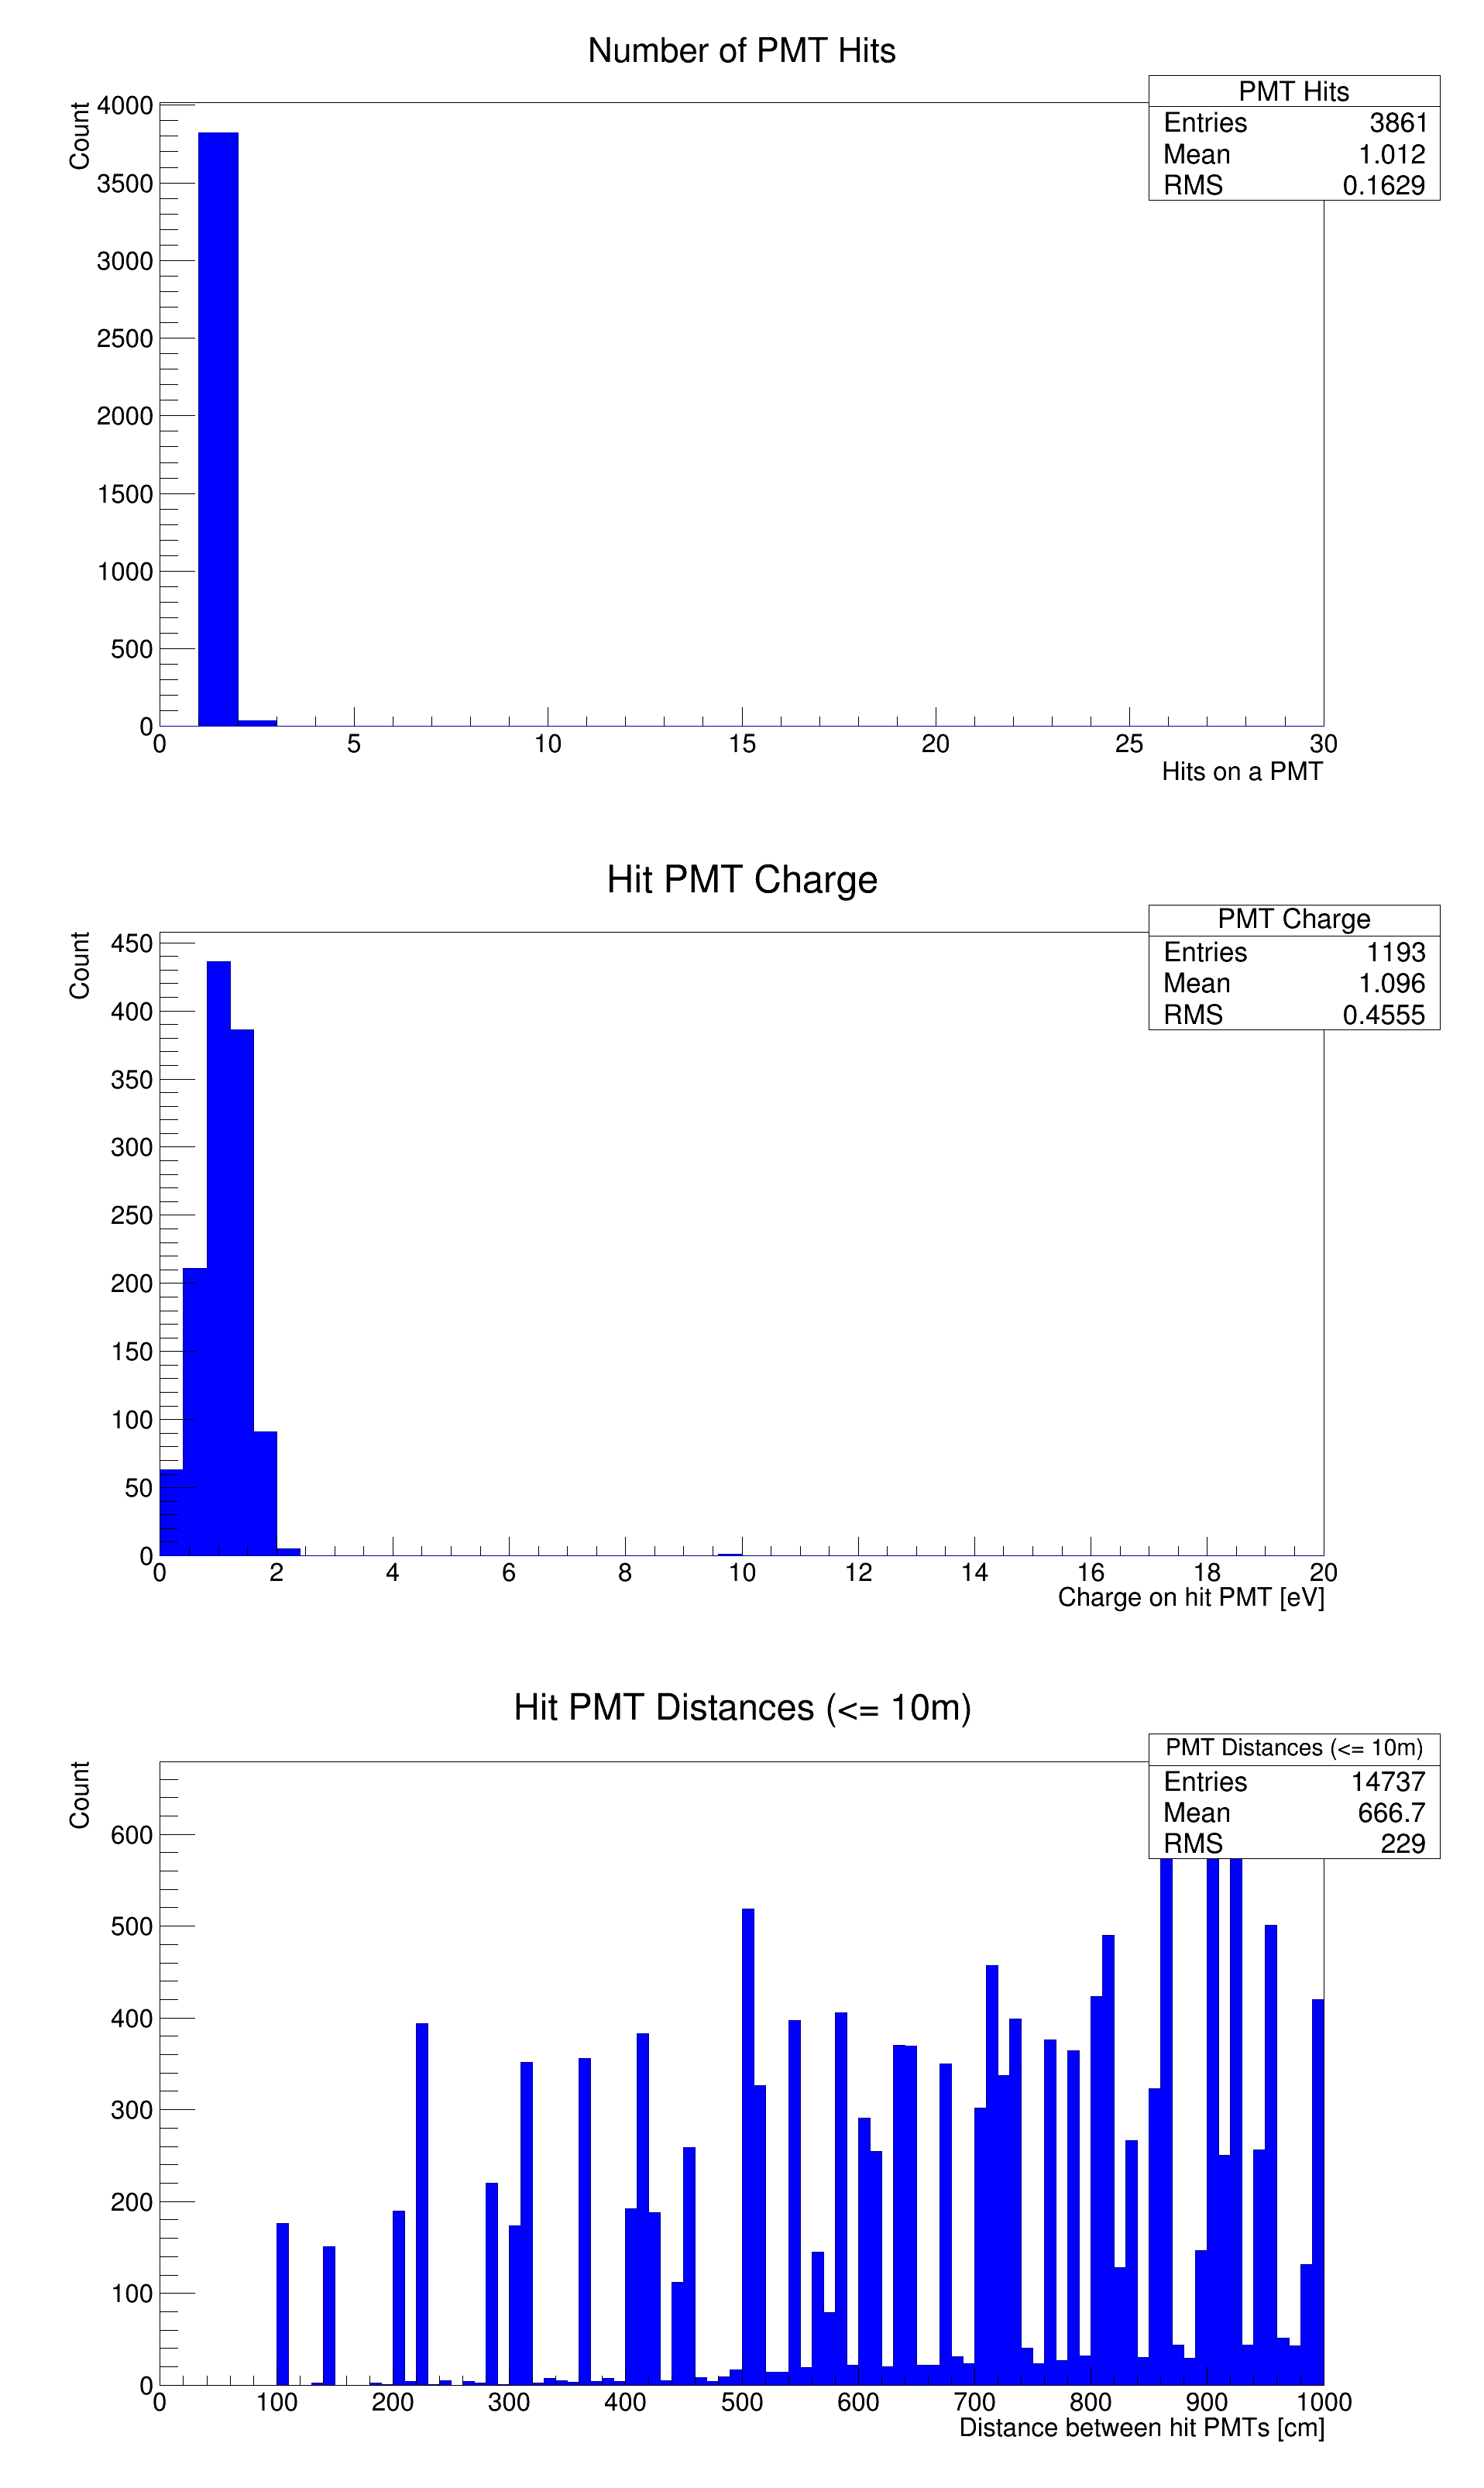 Number of PMT Hits
Count
PMT Hits
Entries 3861
Mean 1.012
RMS 0.1629
4000
3500
3000
2500
2000
1500
1000
500
0
0 5 10 15 20 25 30
Hits on a PMT
Hit PMT Charge
Count
PMT Charge
Entries 1193
Mean 1.096
RMS 0.4555
450
400
350
300
250
200
150
100
50
0
0 2 4 6 8 10 12 14 16 18 20
Charge on hit PMT [eV]
Hit PMT Distances (<= 10m)
Count
PMT Distances (<= 10m)
Entries 14737
Mean 666.7
RMS 229
600
500
400
300
200
100
0
0 100 200 300 400 500 600 700 800 900 1000
Distance between hit PMTs [cm]